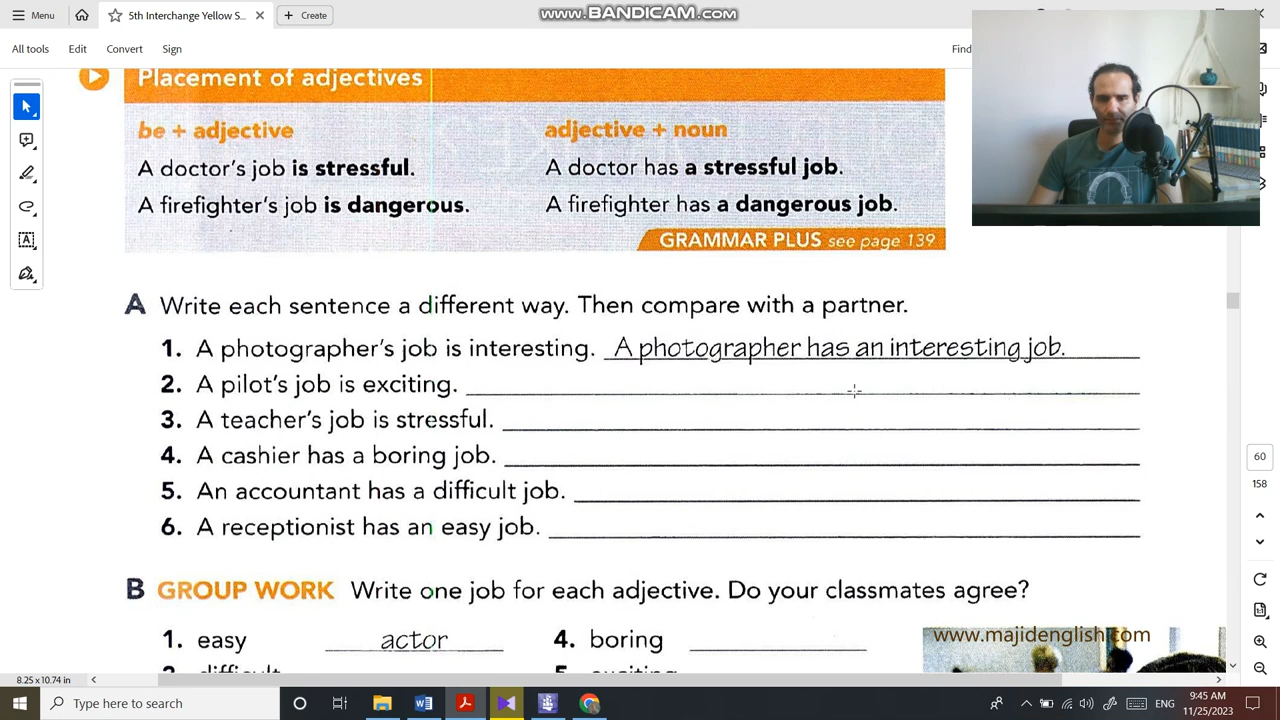 Menu
5th Interchange Yellow S...
Create
www.BANDICAM.com
All tools
Edit
Convert
Sign
Find
Placement of adjectives
be + adjective
adjective + noun
A doctor's job is stressful.
A doctor has a stressful job.
A firefighter's job is dangerous.
A firefighter has a dangerous job.
GRAMMAR PLUS see page 139
A Write each sentence a different way. Then compare with a partner.
1. A photographer's job is interesting. A photographer has an interesting job.
2. A pilot's job is exciting.
3. A teacher's job is stressful.
4. A cashier has a boring job.
5. An accountant has a difficult job.
6. A receptionist has an easy job.
60
158
B GROUP WORK Write one job for each adjective. Do your classmates agree?
1. easy actor
4. boring
www.majidenglish.com
2. difficult
5. exciting
8.25 x 10.74 in
Type here to search
ENG
9:45 AM
11/25/2023